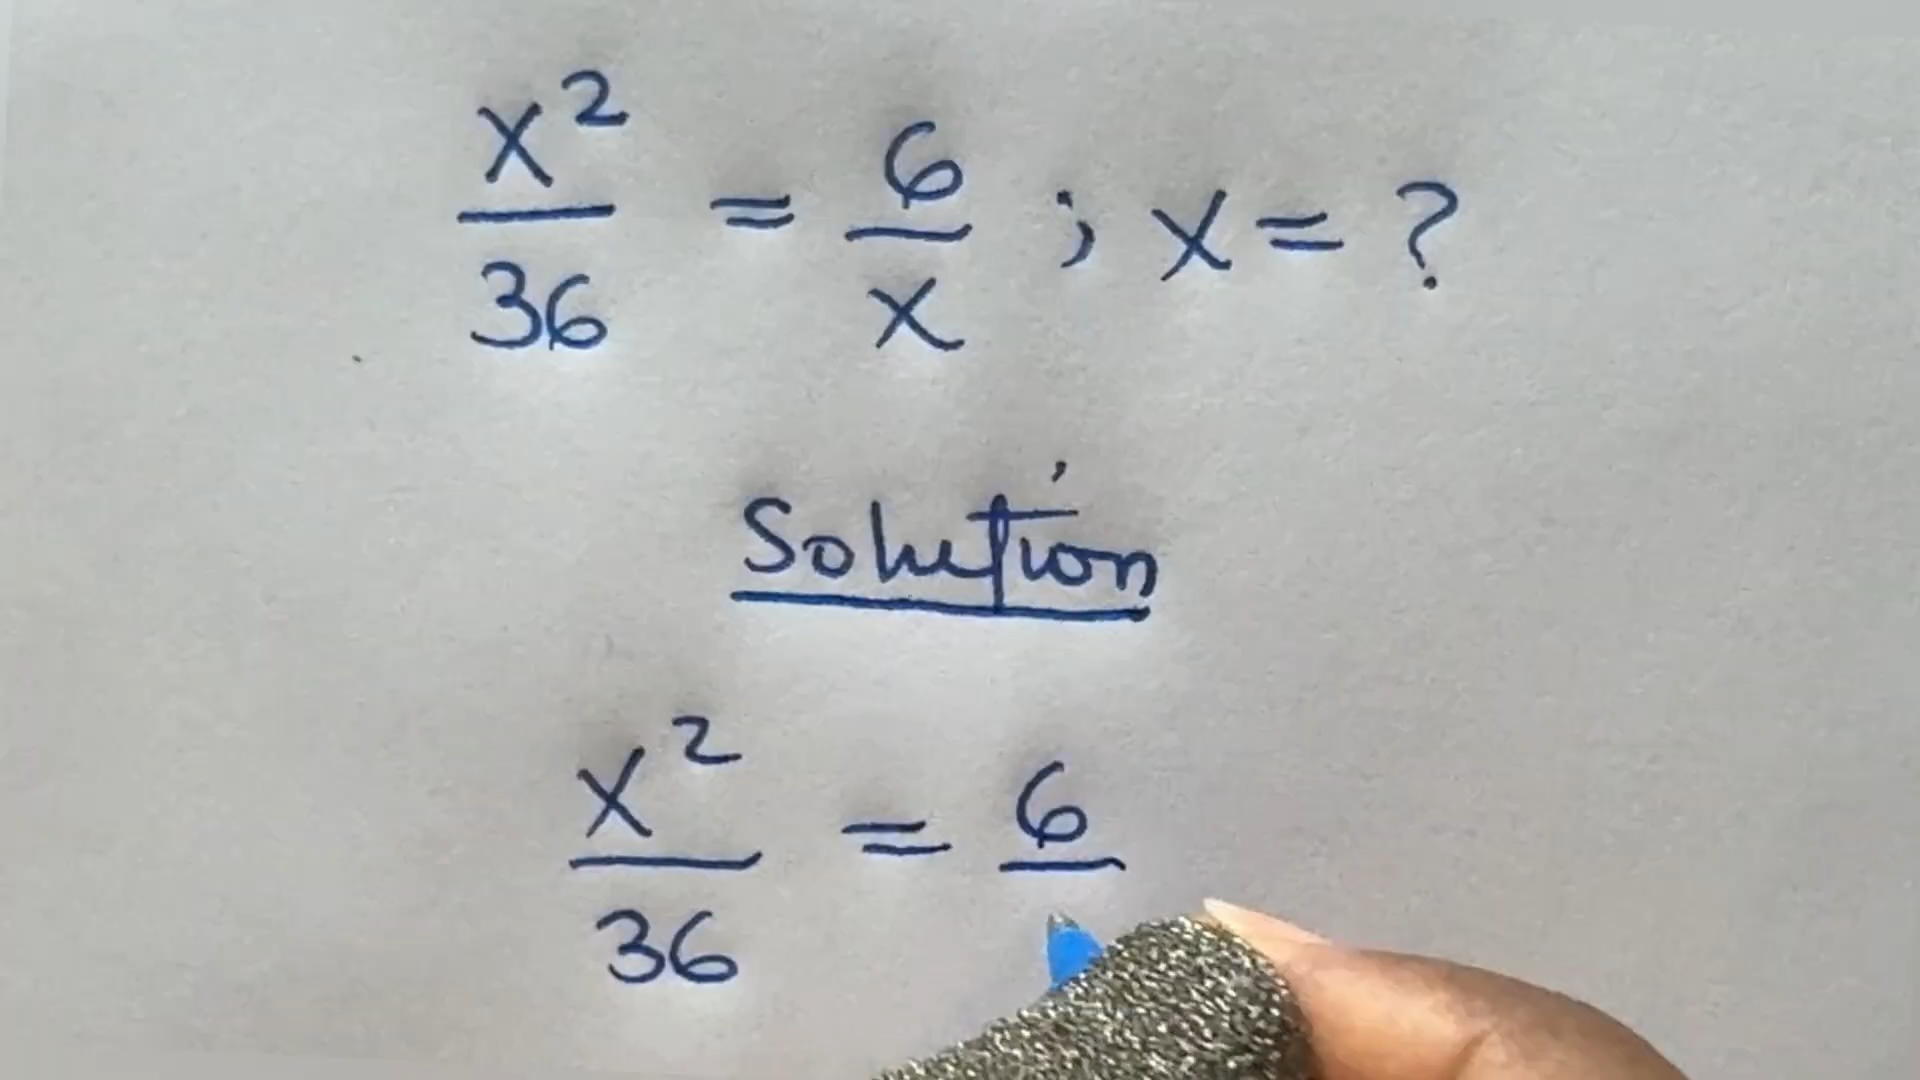 x²/36 = 6/x ; x = ?
Solution
x²/36 = 6/